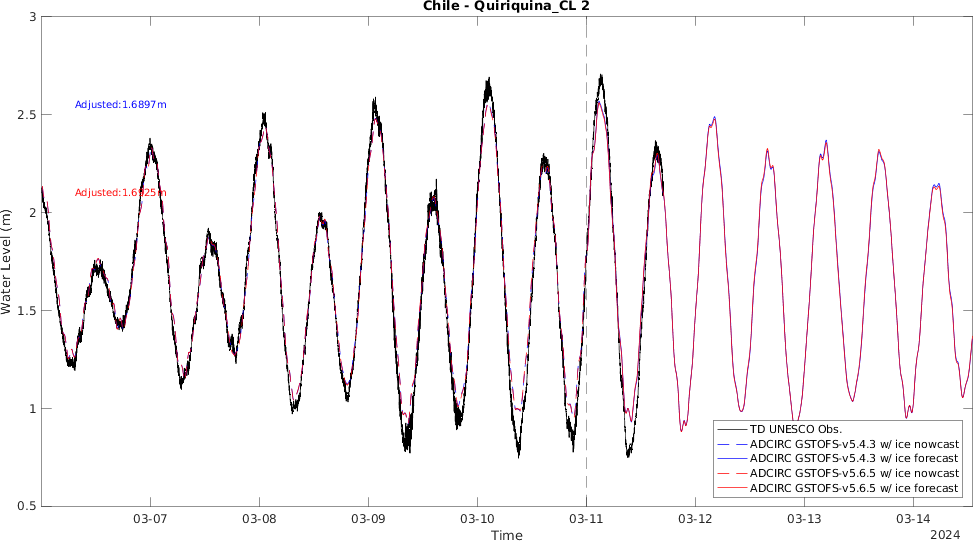 Chile - Quiriquina_CL 2
3
2.5
2
1.5
1
0.5
Water Level (m)
Adjusted:1.6897m
Adjusted:1.6925m
TD UNESCO Obs.
ADCIRC GSTOFS-v5.4.3 w/ ice nowcast
ADCIRC GSTOFS-v5.4.3 w/ ice forecast
ADCIRC GSTOFS-v5.6.5 w/ ice nowcast
ADCIRC GSTOFS-v5.6.5 w/ ice forecast
03-07 03-08 03-09 03-10 03-11 03-12 03-13 03-14
Time
2024